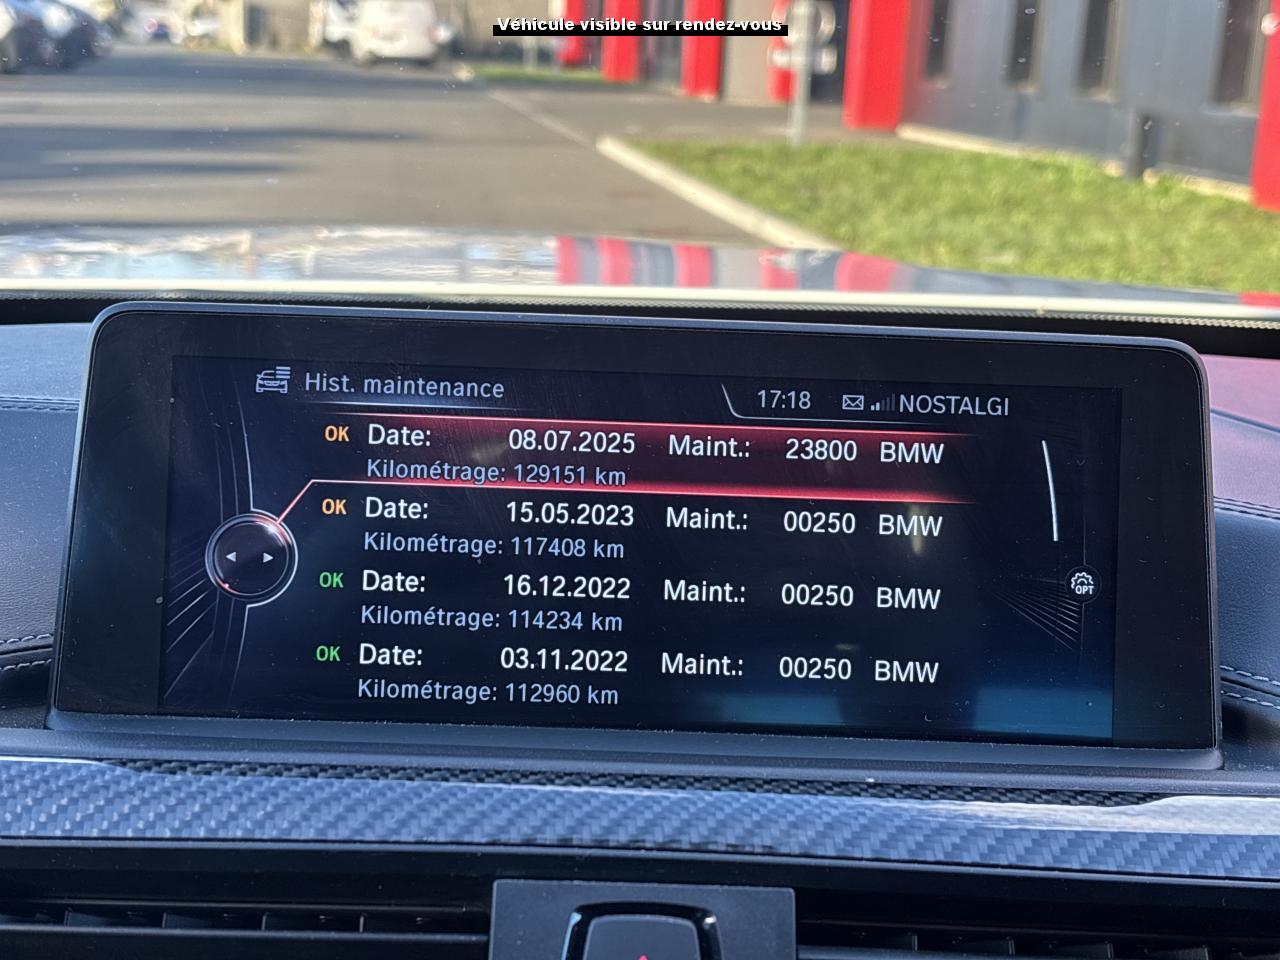 Véhicule visible sur rendez-vous
Hist. maintenance
17:18 NOSTALGI
OK Date: 08.07.2025 Maint.: 23800 BMW
Kilométrage: 129151 km
OK Date: 15.05.2023 Maint.: 00250 BMW
Kilométrage: 117408 km
OK Date: 16.12.2022 Maint.: 00250 BMW
Kilométrage: 114234 km
OPT
OK Date: 03.11.2022 Maint.: 00250 BMW
Kilométrage: 112960 km